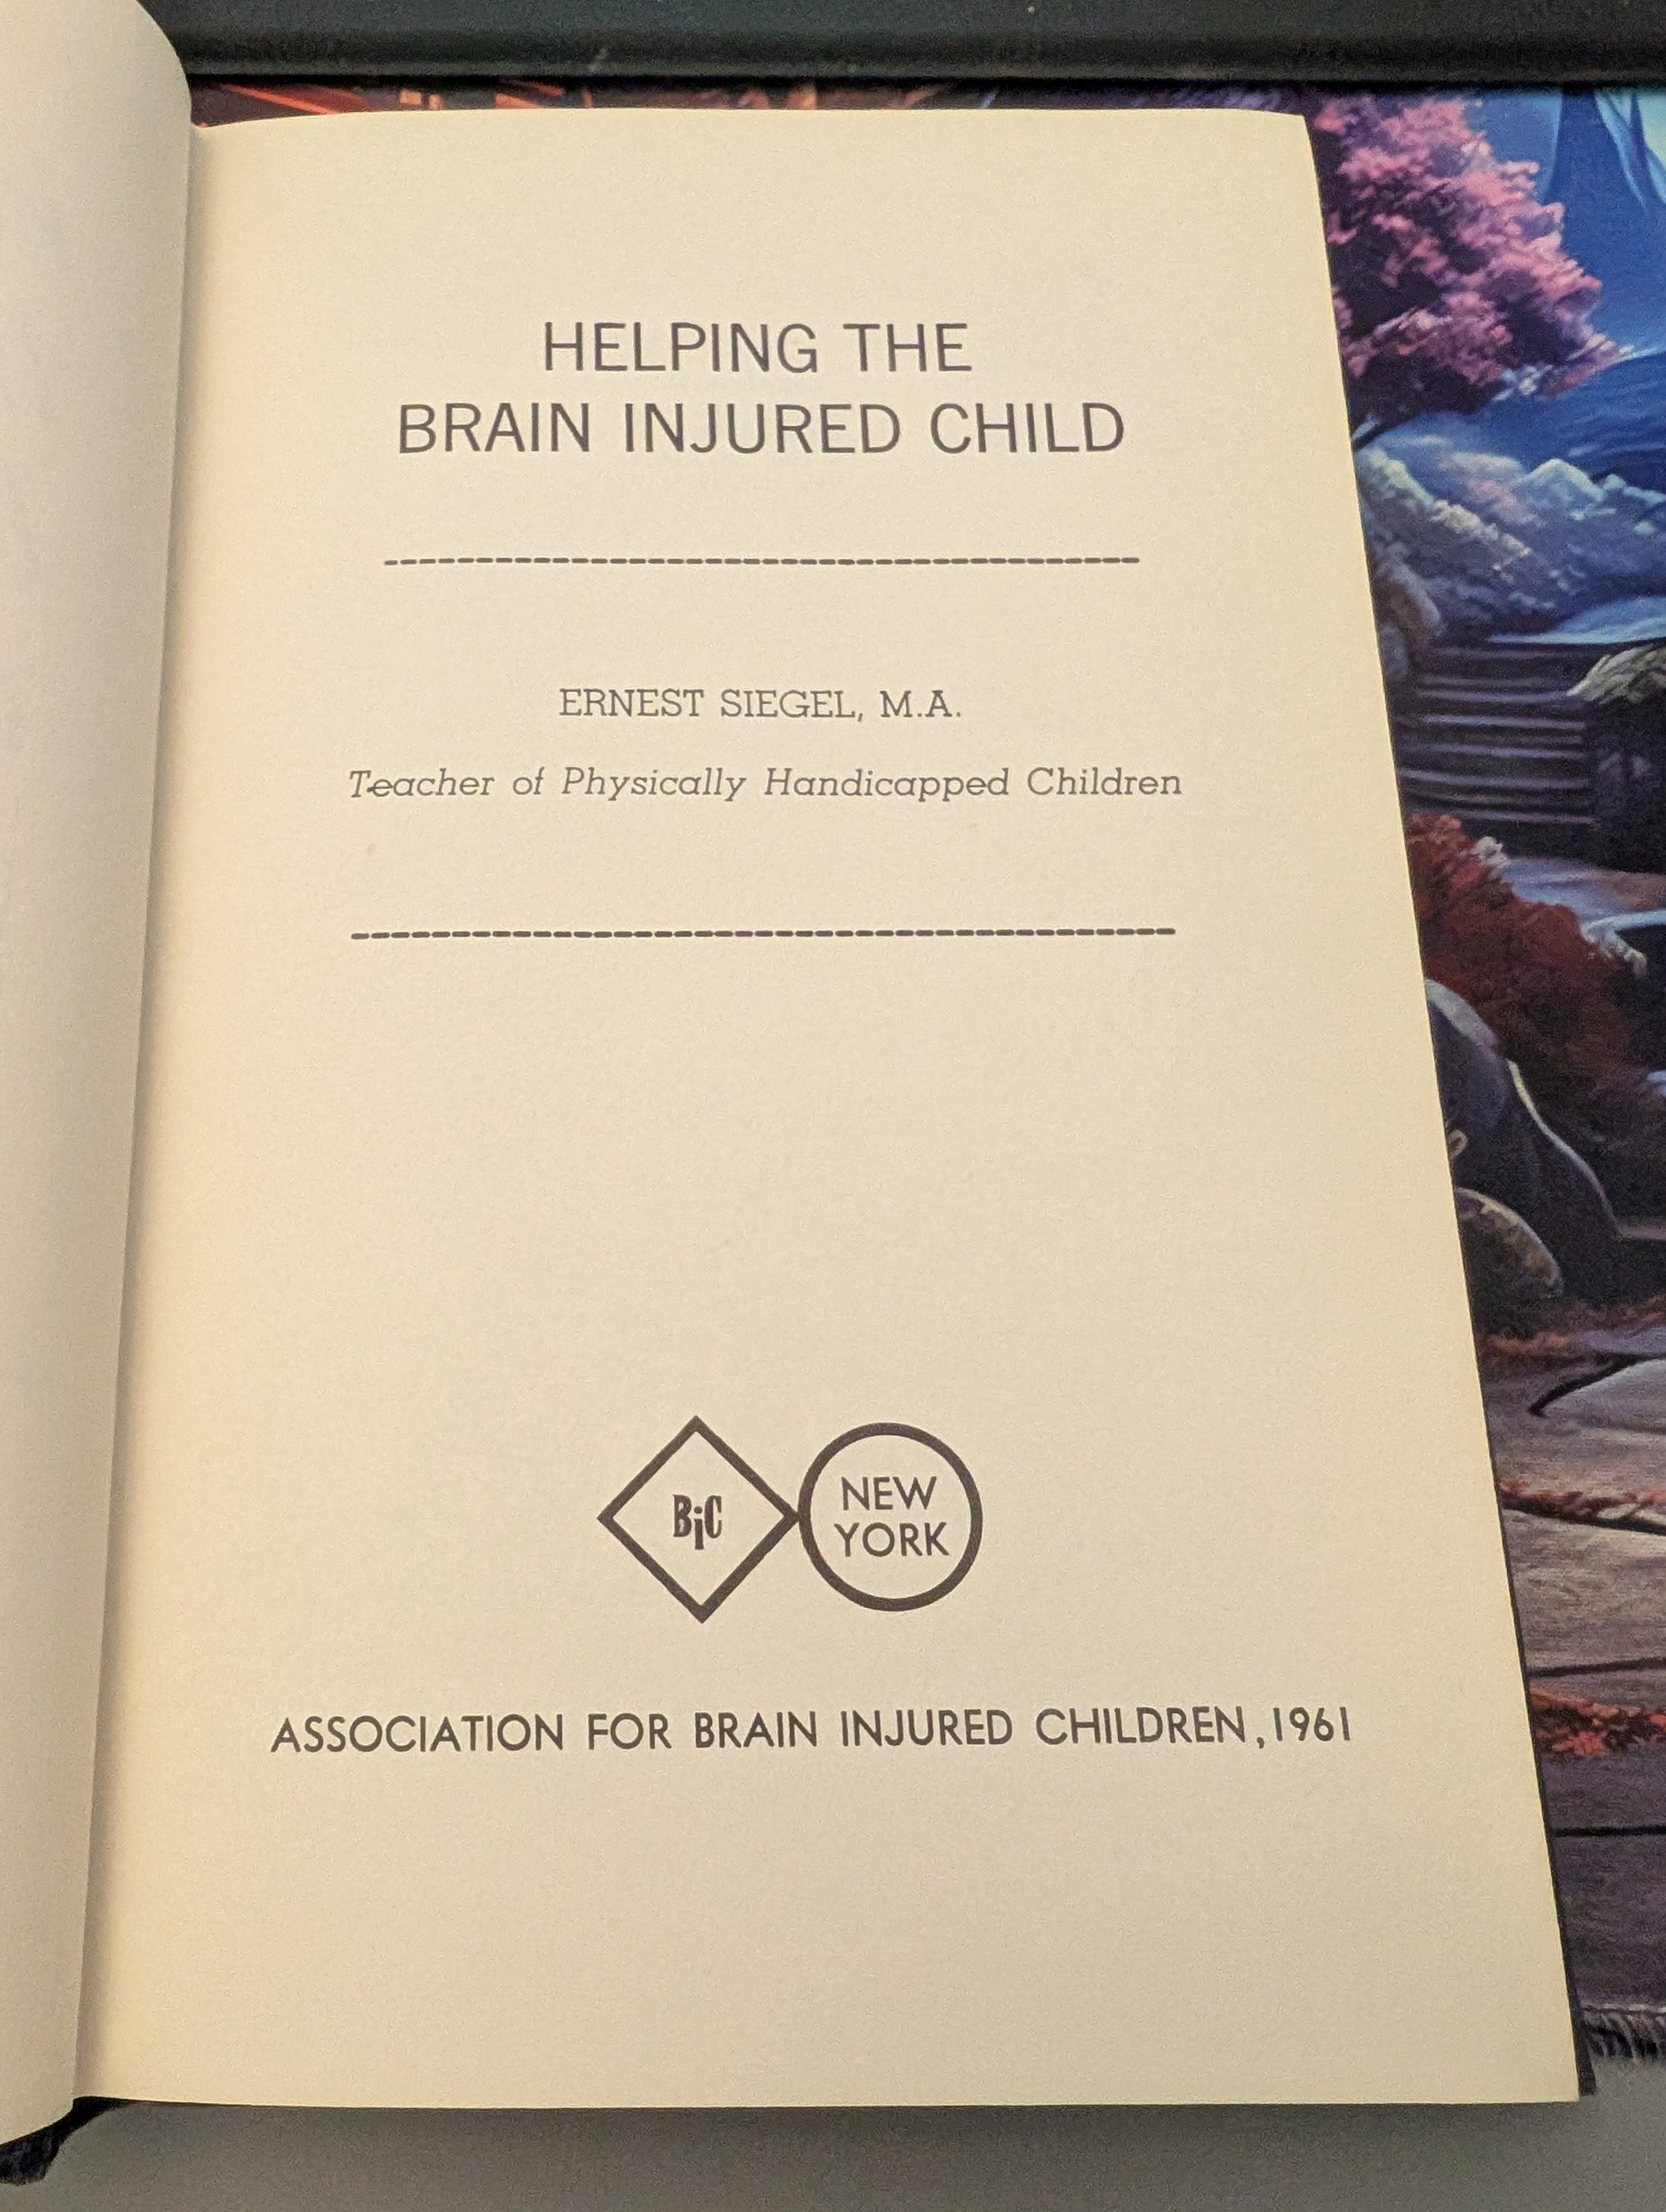 HELPING THE
BRAIN INJURED CHILD
ERNEST SIEGEL, M.A.
Teacher of Physically Handicapped Children
BiC
NEW
YORK
ASSOCIATION FOR BRAIN INJURED CHILDREN, 1961